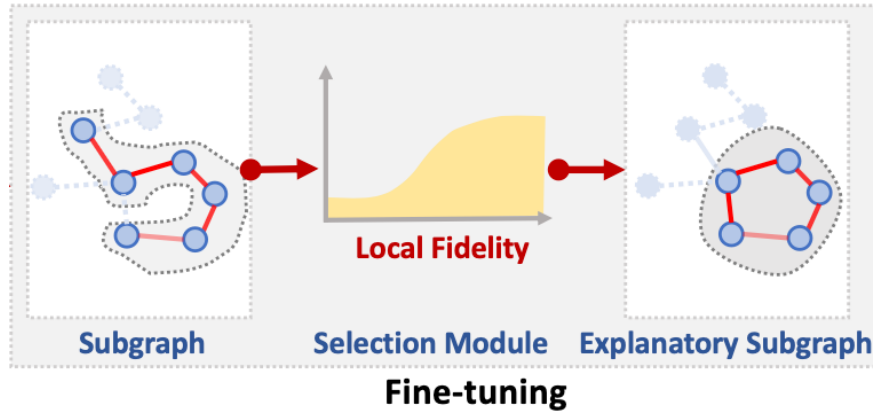 Local Fidelity
Subgraph
Selection Module
Explanatory Subgraph
Fine-tuning